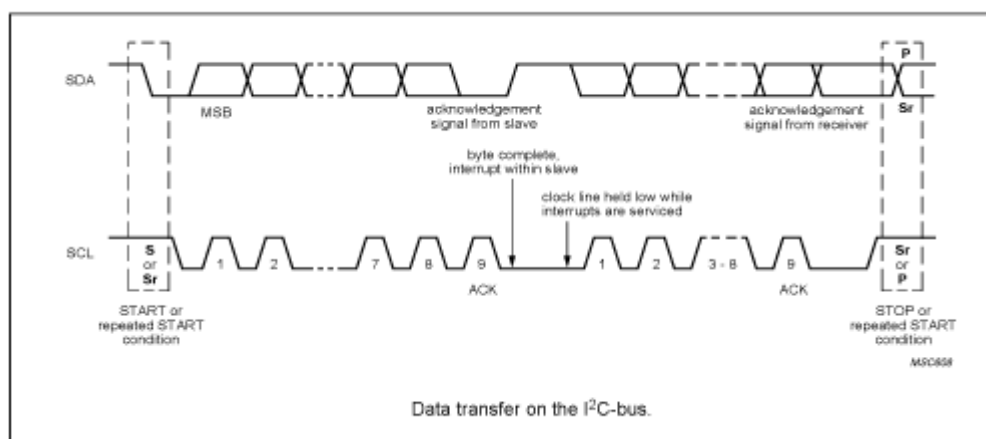 P
SDA
MSB
acknowledgement
signal from slave
acknowledgement
signal from receiver
Sr
byte complete,
interrupt within slave
clock line held low while
interrupts are serviced
SCL
S
or
Sr
1
2
7
8
9
1
2
3 - 8
9
Sr
or
P
ACK
ACK
START or
repeated START
condition
STOP or
repeated START
condition
MSC608
Data transfer on the I²C-bus.